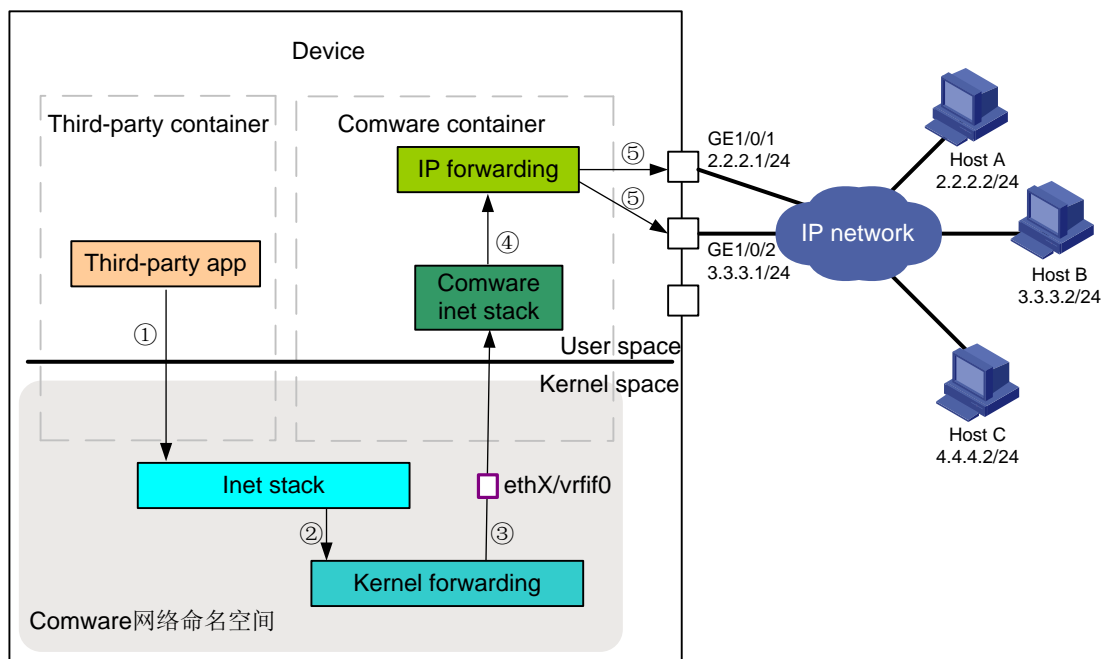 Device
Third-party container
Comware container
IP forwarding
⑤
⑤
④
Third-party app
Comware
inet stack
①
User space
Kernel space
Inet stack
ethX/vrfif0
②
③
Kernel forwarding
Comware网络命名空间
GE1/0/1
2.2.2.1/24
GE1/0/2
3.3.3.1/24
IP network
Host A
2.2.2.2/24
Host B
3.3.3.2/24
Host C
4.4.4.2/24